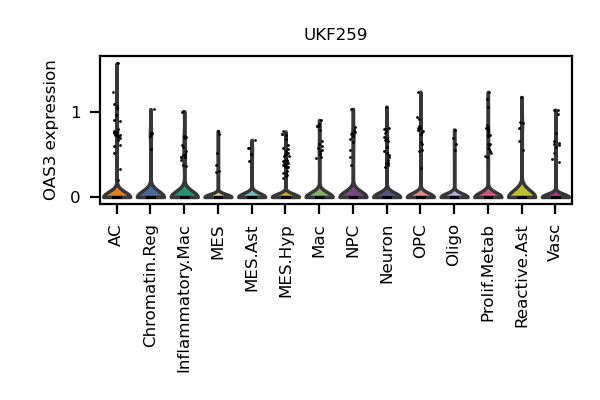 UKF259
OAS3 expression
1
0
AC
Chromatin.Reg
Inflammatory.Mac
MES
MES.Ast
MES.Hyp
Mac
NPC
Neuron
OPC
Oligo
Prolif.Metab
Reactive.Ast
Vasc